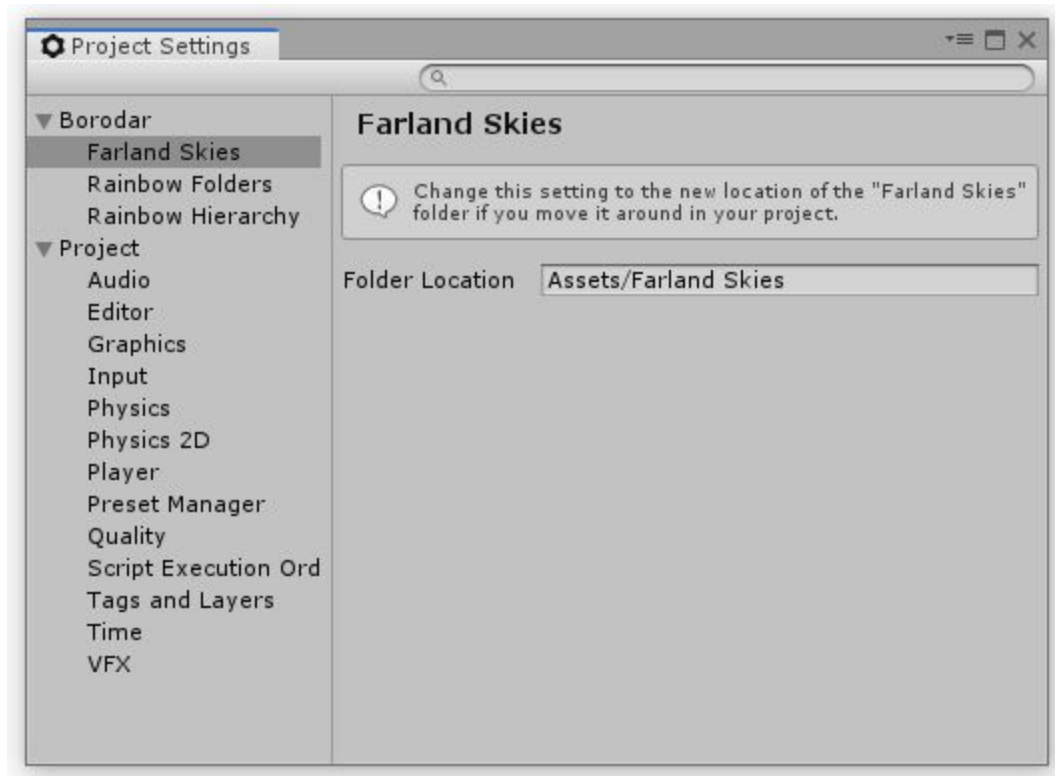 Project Settings
Borodar
Farland Skies
Rainbow Folders
Rainbow Hierarchy
Project
Audio
Editor
Graphics
Input
Physics
Physics 2D
Player
Preset Manager
Quality
Script Execution Ord
Tags and Layers
Time
VFX
Farland Skies
Change this setting to the new location of the "Farland Skies"
folder if you move it around in your project.
Folder Location Assets/Farland Skies